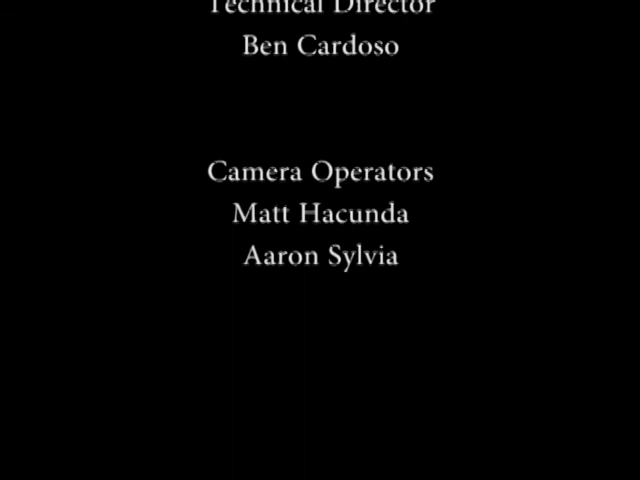 Technical Director
Ben Cardoso
Camera Operators
Matt Hacunda
Aaron Sylvia